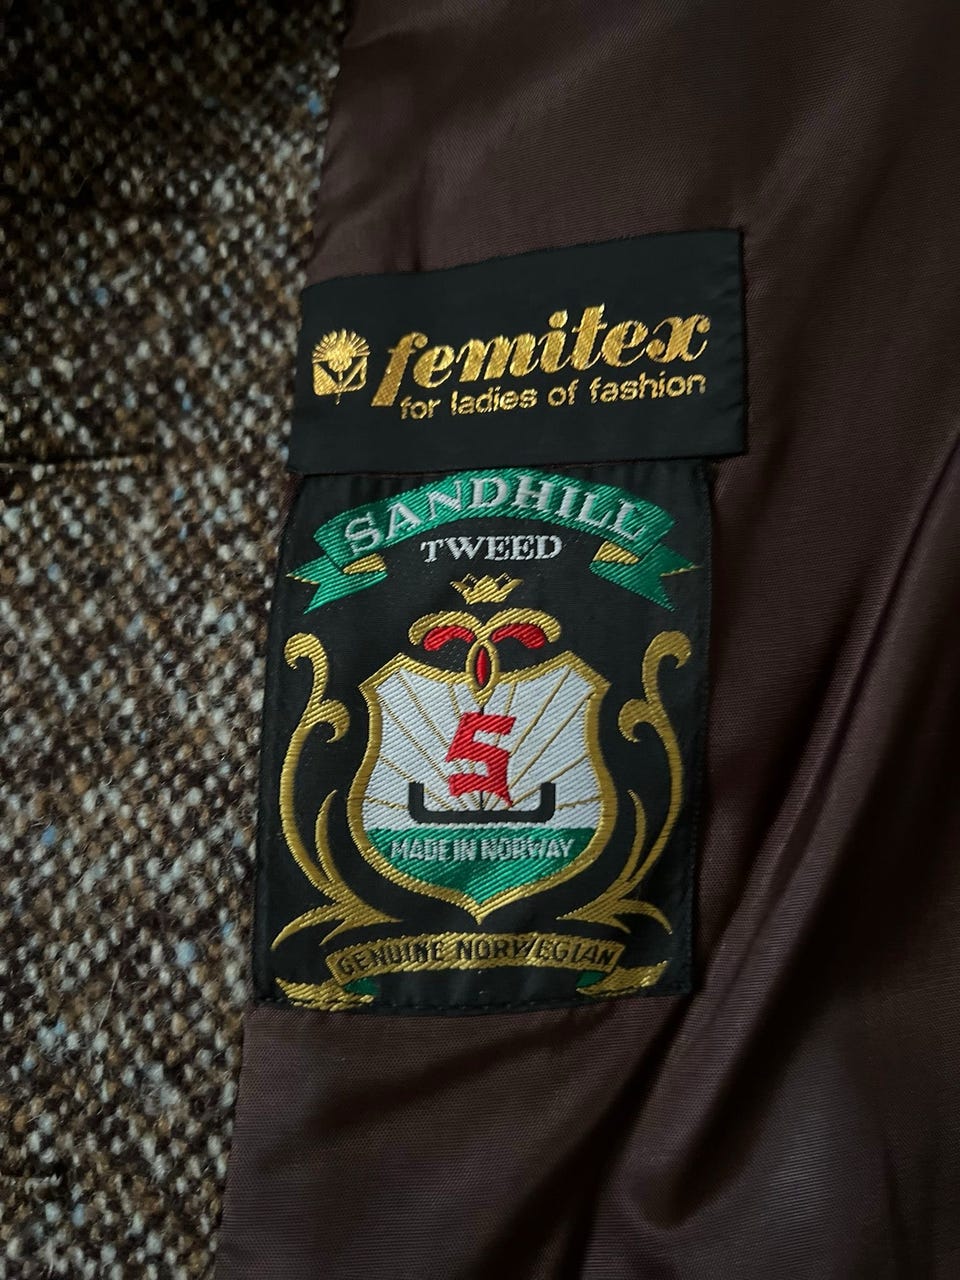 femitex
for ladies of fashion
SANDHILL
TWEED
S
MADE IN NORWAY
GENUINE NORWEGIAN